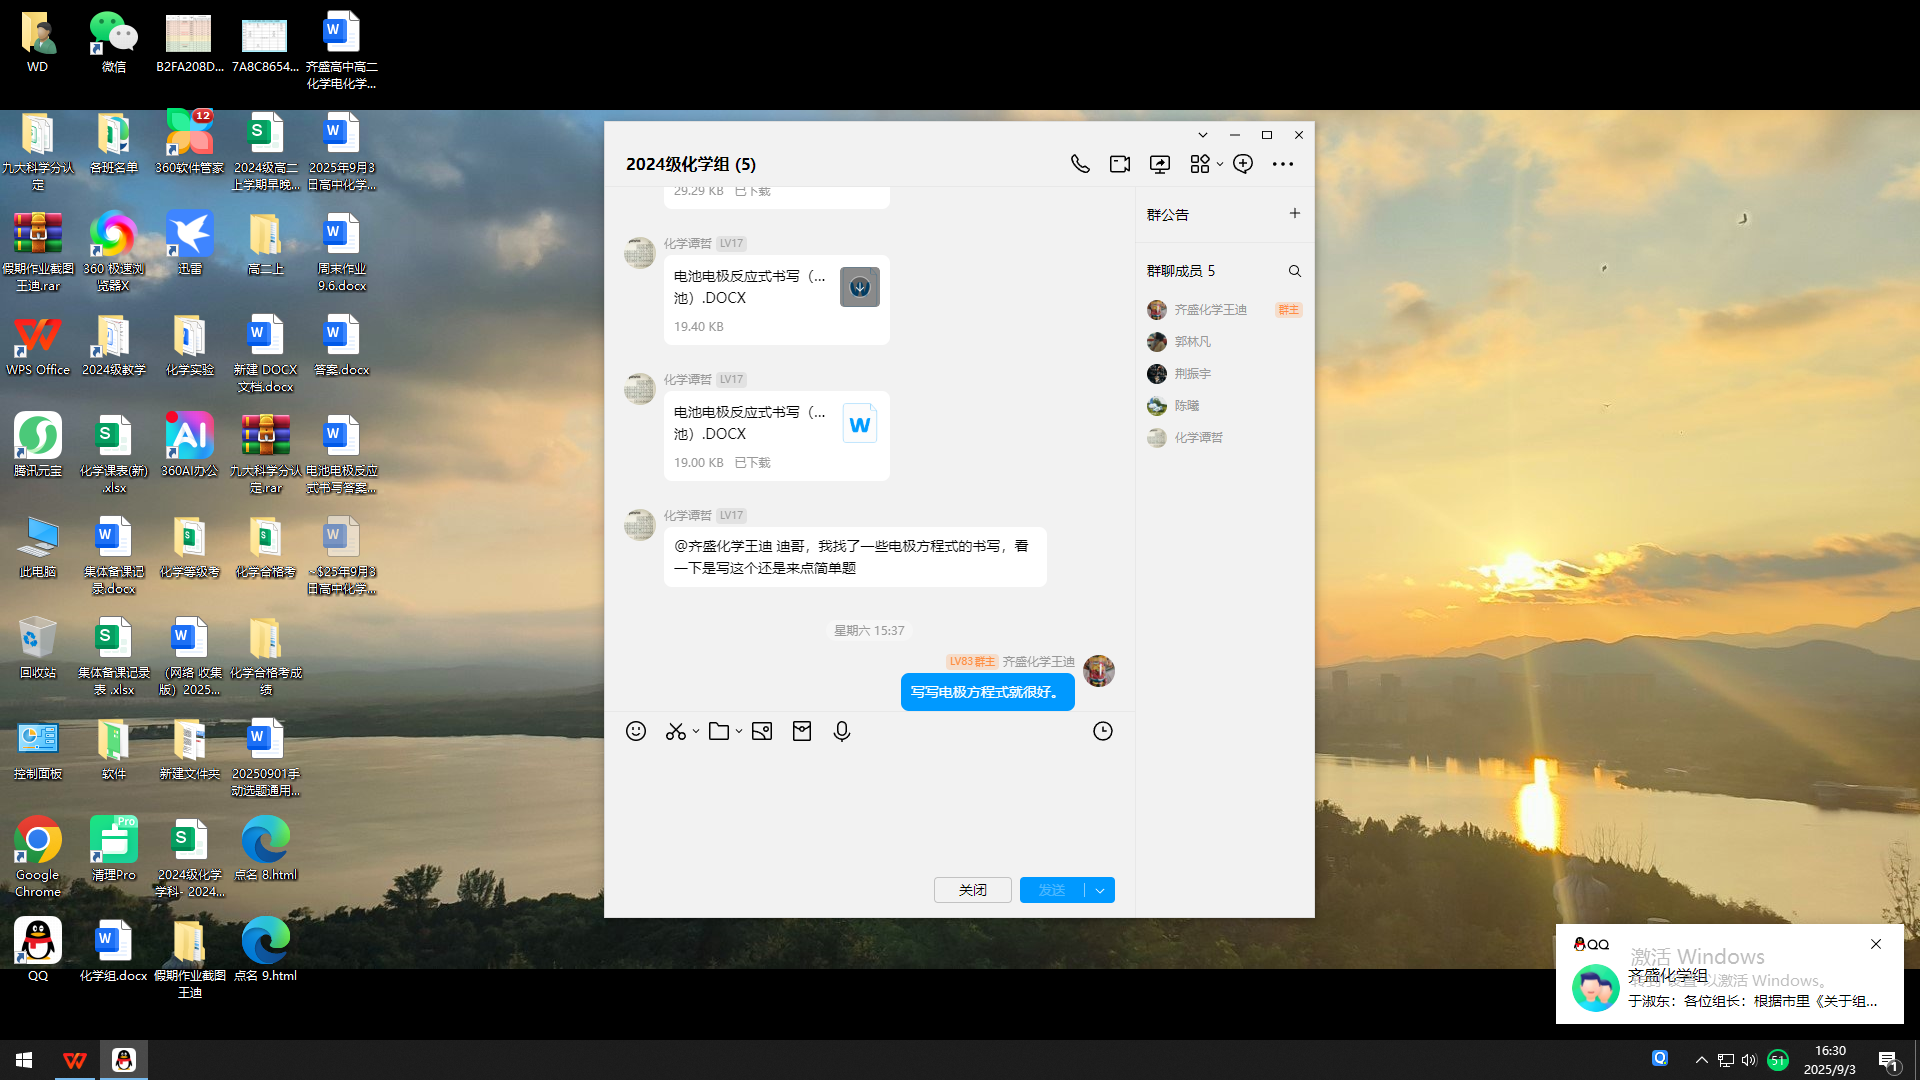 WD
微信
B2FA208D...
7A8C8654...
齐盛高中高二
化学电化学...
九大科学分认
定
各班名单
12
360软件管家
2024级高二
上学期早晚...
2025年9月3
日高中化学...
假期作业截图
王迪.rar
360 极速浏
览器X
迅雷
高二上
周末作业
9.6.docx
WPS Office
2024级教学
化学实验
新建 DOCX
文档.docx
答案.docx
腾讯元宝
化学课表(新)
.xlsx
360AI办公
九大科学分认
定.rar
电池电极反应
式书写答案...
此电脑
集体备课记
录.docx
化学等级考
化学合格考
~$25年9月3
日高中化学...
回收站
集体备课记录
表 .xlsx
（网络 收集
版）2025...
化学合格考成
绩
控制面板
软件
新建文件夹
20250901手
动选题通用...
Google
Chrome
Pro
清理Pro
2024级化学
学科- 2024...
点名 8.html
QQ
化学组.docx
假期作业截图
王迪
点名 9.html
2024级化学组 (5)
29.29 KB 已下载
化学谭哲 LV17
电池电极反应式书写（...
池）.DOCX
19.40 KB
化学谭哲 LV17
电池电极反应式书写（...
池）.DOCX
19.00 KB 已下载
化学谭哲 LV17
@齐盛化学王迪 迪哥，我找了一些电极方程式的书写，看
一下是写这个还是来点简单题
星期六 15:37
LV83群主 齐盛化学王迪
写写电极方程式就很好。
关闭
发送
群公告
群聊成员 5
齐盛化学王迪 群主
郭林凡
荆振宇
陈曦
化学谭哲
QQ
激活 Windows
齐盛化学组
转到"设置"以激活 Windows。
于淑东：各位组长：根据市里《关于组...
51
16:30
2025/9/3
1